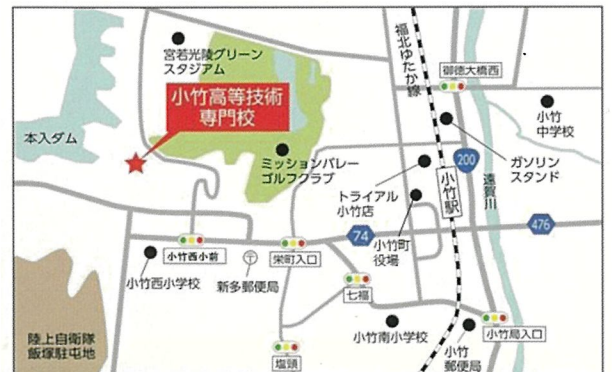 宮若光陵グリーン
スタジアム
小竹高等技術
専門校
本入ダム
ミッションバレー
ゴルフクラブ
福北ゆたか線
御徳大橋西
小竹
中学校
ガソリン
スタンド
200
トライアル
小竹店
小竹駅
遠賀川
476
74
小竹町
役場
小竹西小前
小竹西小学校
新多郵便局
栄町入口
七福
小竹南小学校
小竹局入口
小竹
郵便局
塩頭
陸上自衛隊
飯塚駐屯地